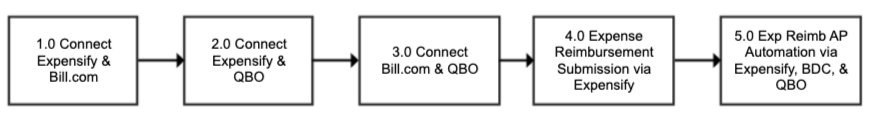 1.0 Connect
Expensify &
Bill.com
2.0 Connect
Expensify &
QBO
3.0 Connect
Bill.com & QBO
4.0 Expense
Reimbursement
Submission via
Expensify
5.0 Exp Reimb AP
Automation via
Expensify, BDC, &
QBO